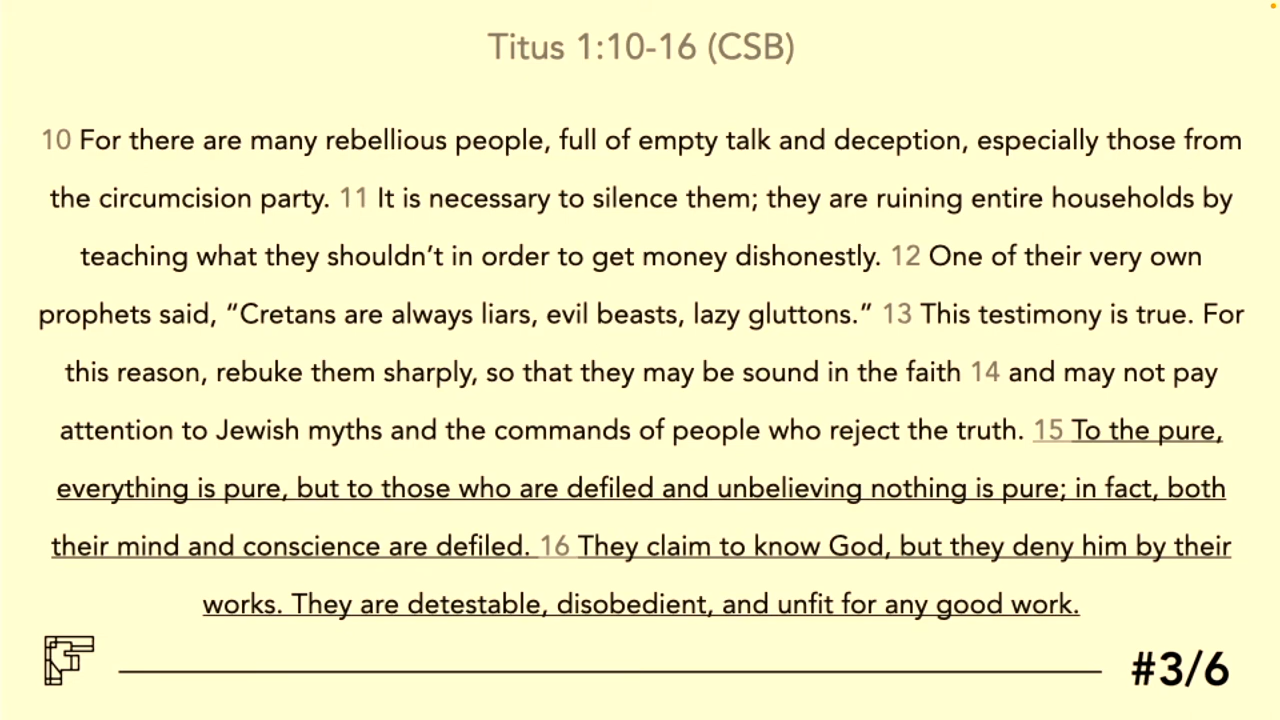 Titus 1:10-16 (CSB)
10 For there are many rebellious people, full of empty talk and deception, especially those from
the circumcision party. 11 It is necessary to silence them; they are ruining entire households by
teaching what they shouldn’t in order to get money dishonestly. 12 One of their very own
prophets said, “Cretans are always liars, evil beasts, lazy gluttons.” 13 This testimony is true. For
this reason, rebuke them sharply, so that they may be sound in the faith 14 and may not pay
attention to Jewish myths and the commands of people who reject the truth. 15 To the pure,
everything is pure, but to those who are defiled and unbelieving nothing is pure; in fact, both
their mind and conscience are defiled. 16 They claim to know God, but they deny him by their
works. They are detestable, disobedient, and unfit for any good work.
#3/6